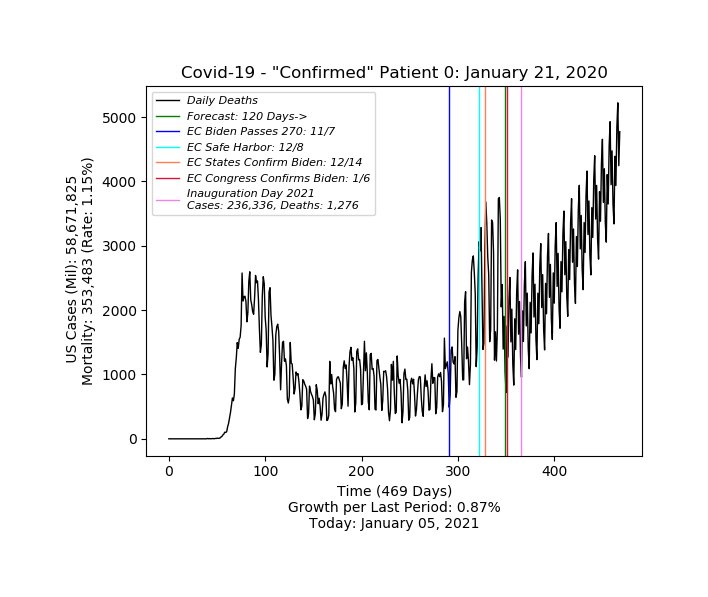 Covid-19 - "Confirmed" Patient 0: January 21, 2020
Daily Deaths
Forecast: 120 Days->
EC Biden Passes 270: 11/7
EC Safe Harbor: 12/8
EC States Confirm Biden: 12/14
EC Congress Confirms Biden: 1/6
Inauguration Day 2021
Cases: 236,336, Deaths: 1,276
US Cases (Mil): 58,671,825
Mortality: 353,483 (Rate: 1.15%)
5000
4000
3000
2000
1000
0
0 100 200 300 400
Time (469 Days)
Growth per Last Period: 0.87%
Today: January 05, 2021